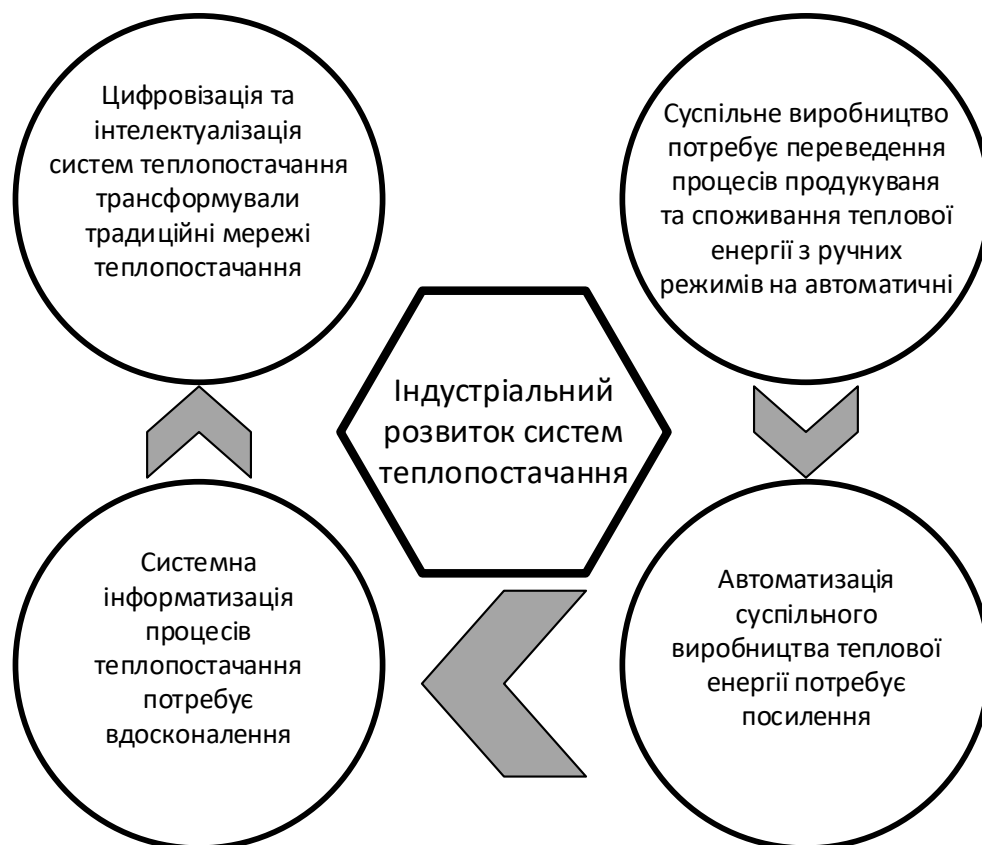 Цифровізація та
інтелектуалізація
систем теплопостачання
трансформували
традиційні мережі
теплопостачання
Суспільне виробництво
потребує переведення
процесів продукуваня
та споживання теплової
енергії з ручних
режимів на автоматичні
Індустріальний
розвиток систем
теплопостачання
Системна
інформатизація
процесів
теплопостачання
потребує
вдосконалення
Автоматизація
суспільного
виробництва теплової
енергії потребує
посилення